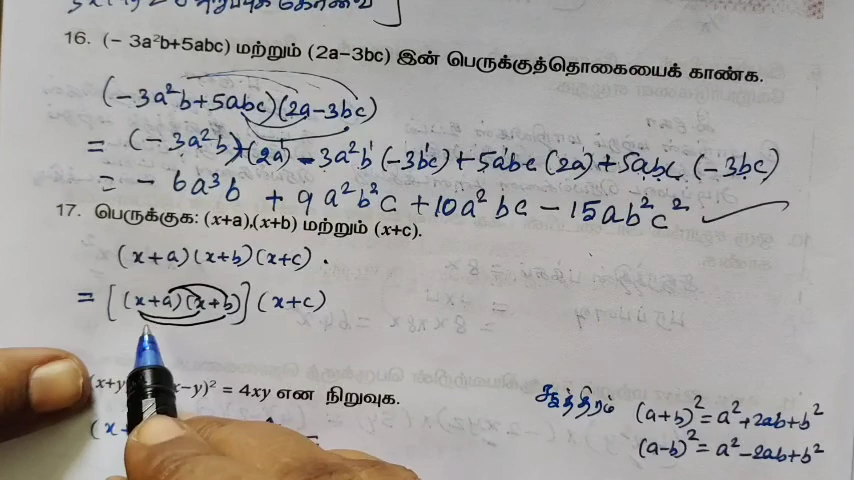 16. (– 3a²b+5abc) மற்றும் (2a–3bc) இன் பெருக்குத்தொகையைக் காண்க.
(-3a²b+5abc)(2a-3bc)
= (-3a²b)(2a) - 3a²b(-3bc) + 5abc(2a) + 5abc(-3bc)
= - 6a³b + 9a²b²c + 10a²bc - 15ab²c²
17. பெருக்குக: (x+a),(x+b) மற்றும் (x+c).
(x+a)(x+b)(x+c).
= [(x+a)(x+b)](x+c)
x–y)² = 4xy என நிறுவுக.
சூத்திரம் (a+b)² = a²+2ab+b²
(a-b)² = a²-2ab+b²